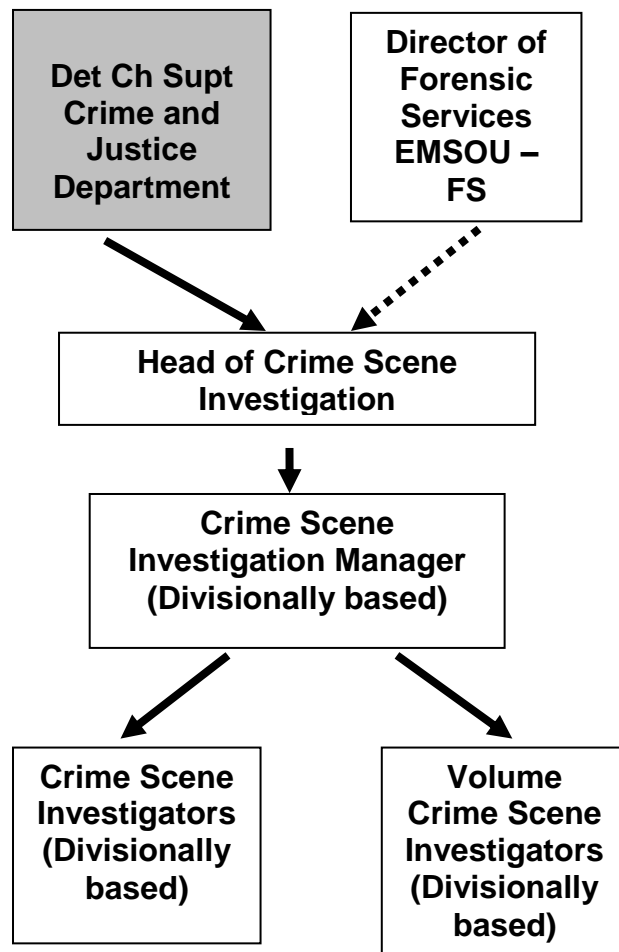 Det Ch Supt
Crime and
Justice
Department
Director of
Forensic
Services
EMSOU –
FS
Head of Crime Scene
Investigation
Crime Scene
Investigation Manager
(Divisionally based)
Crime Scene
Investigators
(Divisionally
based)
Volume
Crime Scene
Investigators
(Divisionally
based)